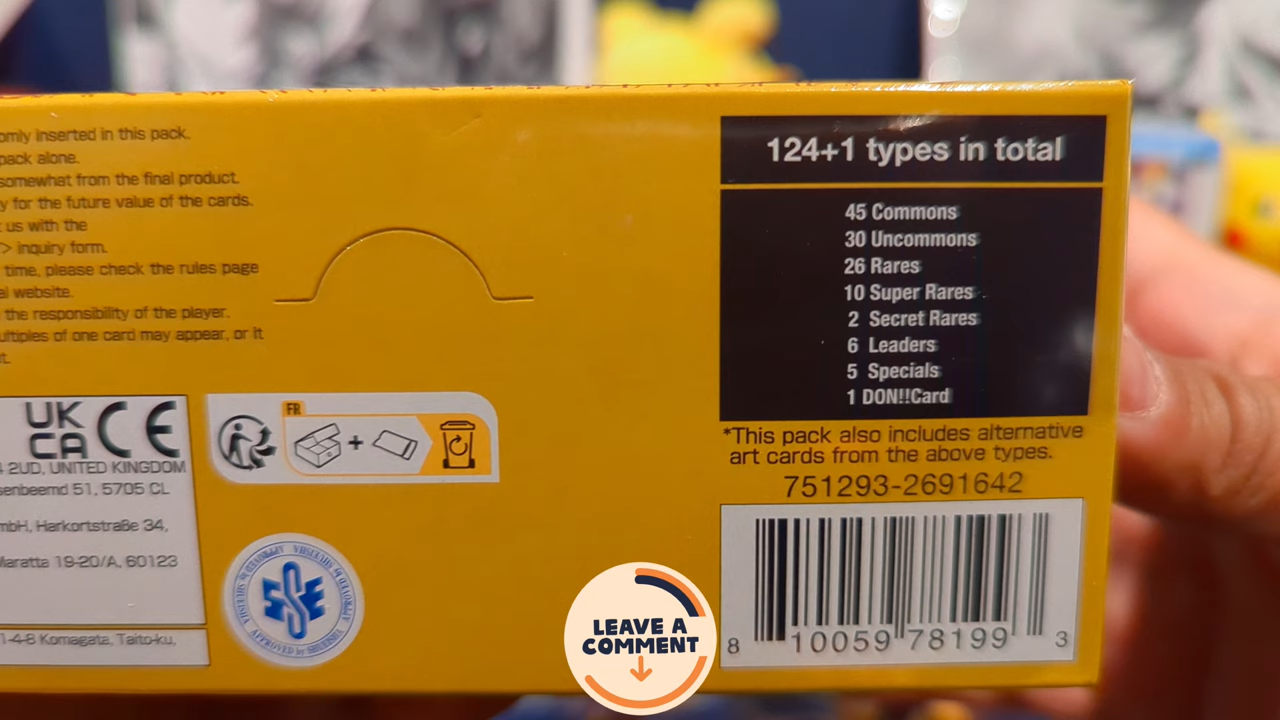 omly inserted in this pack.
pack alone.
somewhat from the final product.
y for the future value of the cards.
t us with the
> inquiry form.
time, please check the rules page
al website.
the responsibility of the player.
ultiples of one card may appear, or it
t.
UK
CA CE
4 2UD, UNITED KINGDOM
senbeemd 51, 5705 CL
mbH, Harkortstraße 34,
Maratta 19-20/A, 60123
1-4-8 Komagata, Taito-ku,
FR
+
APPROVED by SHUEISHA
124+1 types in total
45 Commons
30 Uncommons
26 Rares
10 Super Rares
2 Secret Rares
6 Leaders
5 Specials
1 DON!!Card
*This pack also includes alternative
art cards from the above types.
751293-2691642
8 10059 78199 3
LEAVE A
COMMENT